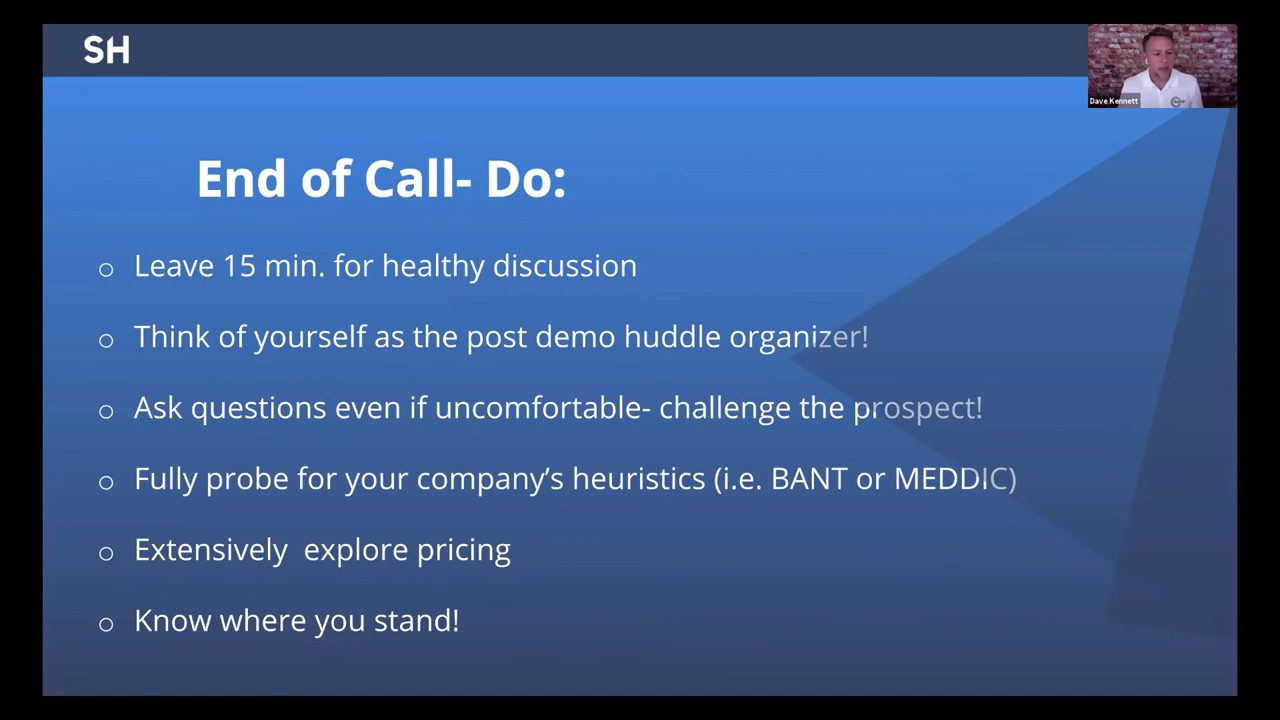 SH
Dave Kennett
End of Call- Do:
Leave 15 min. for healthy discussion
Think of yourself as the post demo huddle organizer!
Ask questions even if uncomfortable- challenge the prospect!
Fully probe for your company’s heuristics (i.e. BANT or MEDDIC)
Extensively  explore pricing
Know where you stand!